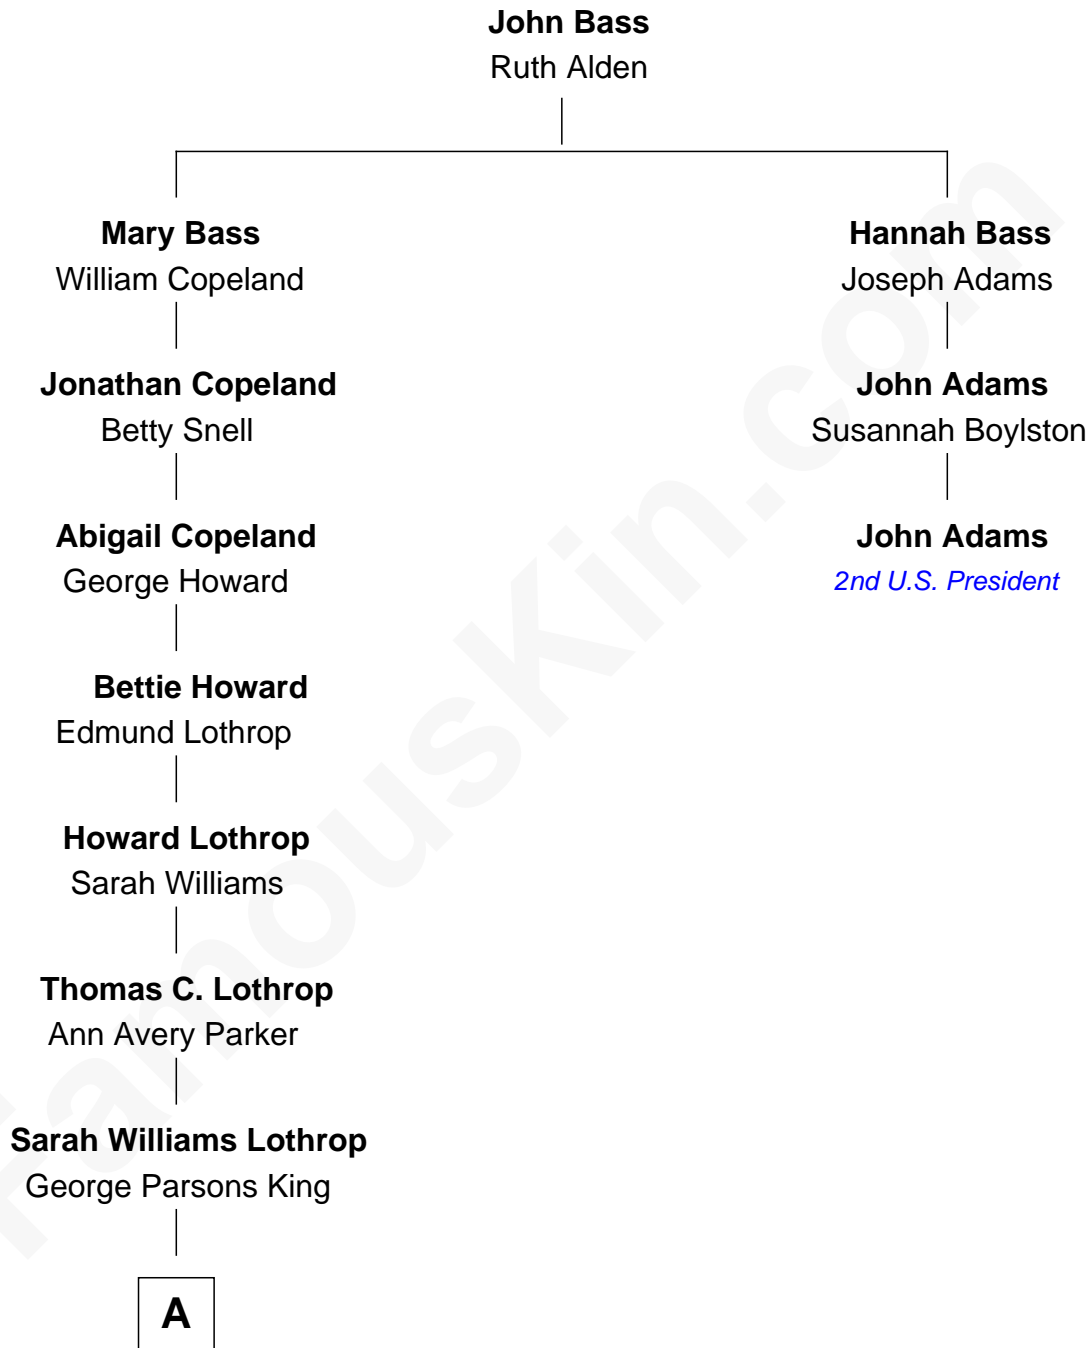 John Bass
Ruth Alden
Mary Bass
William Copeland
Hannah Bass
Joseph Adams
Jonathan Copeland
Betty Snell
John Adams
Susannah Boylston
Abigail Copeland
George Howard
John Adams
2nd U.S. President
Bettie Howard
Edmund Lothrop
Howard Lothrop
Sarah Williams
Thomas C. Lothrop
Ann Avery Parker
Sarah Williams Lothrop
George Parsons King
A
FamousKin.com